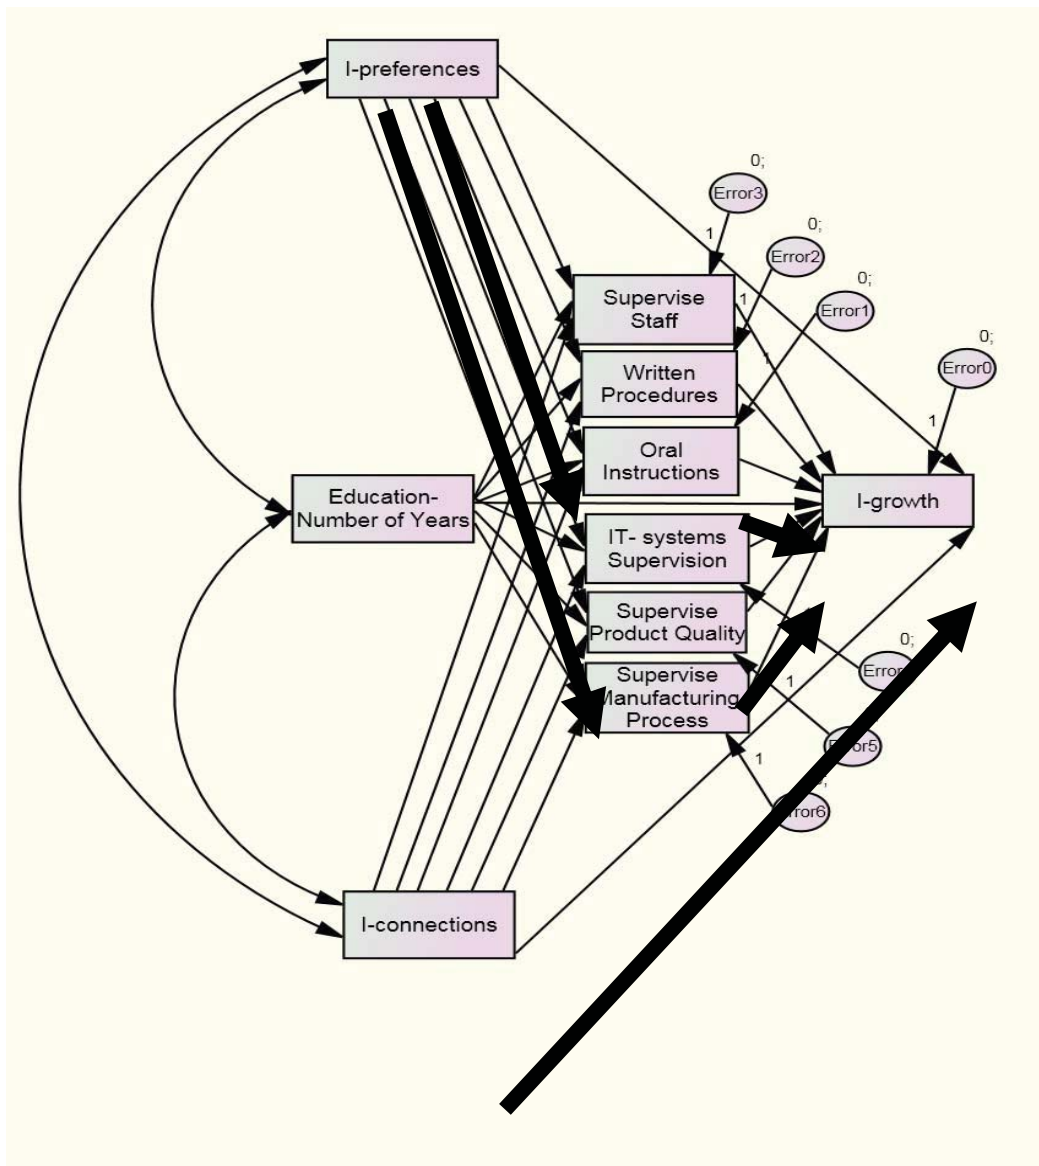 I-preferences
0;
Error3
1
0;
Error2
1
0;
Error1
1
0;
Error0
1
Supervise
Staff
Written
Procedures
Oral
Instructions
Education-
Number of Years
I-growth
IT- systems
Supervision
Supervise
Product Quality
Supervise
Manufacturing
Process
0;
Error
1
Error5
1
Error6
I-connections